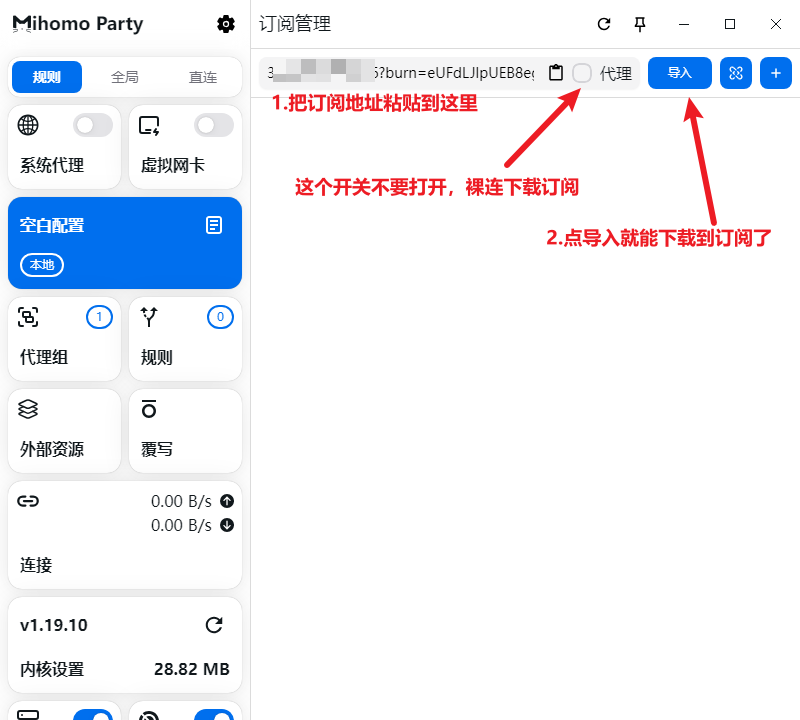 Mihomo Party
订阅管理
规则
全局
直连
5?burn=eUFdLJIpUEB8e
代理
导入
1.把订阅地址粘贴到这里
系统代理
虚拟网卡
这个开关不要打开，裸连下载订阅
空白配置
2.点导入就能下载到订阅了
本地
1
0
代理组
规则
外部资源
覆写
0.00 B/s
0.00 B/s
连接
v1.19.10
内核设置
28.82 MB